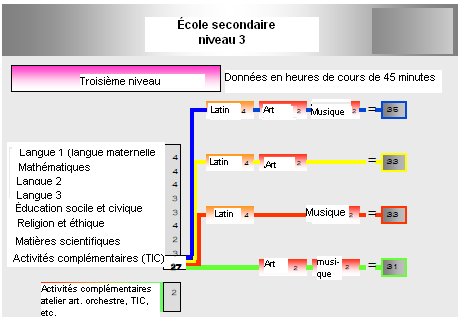 École secondaire
niveau 3
Troisième niveau
Données en heures de cours de 45 minutes
Latin 4 Art 2 Musique 2 = 35
Langue 1 (langue maternelle 4
Mathématiques 4
Langue 2 4
Langue 3 3
Éducation socile et civique 3
Religion et éthique 4
Matières scientifiques 2
Activités complémentaires (TIC) 3
27
Latin 4 Art 2 = 33
Latin 4 Musique 2 = 33
Art 2 musi-
que 2 = 31
Activités complémentaires
atelier art. orchestre, TIC,
etc. 2